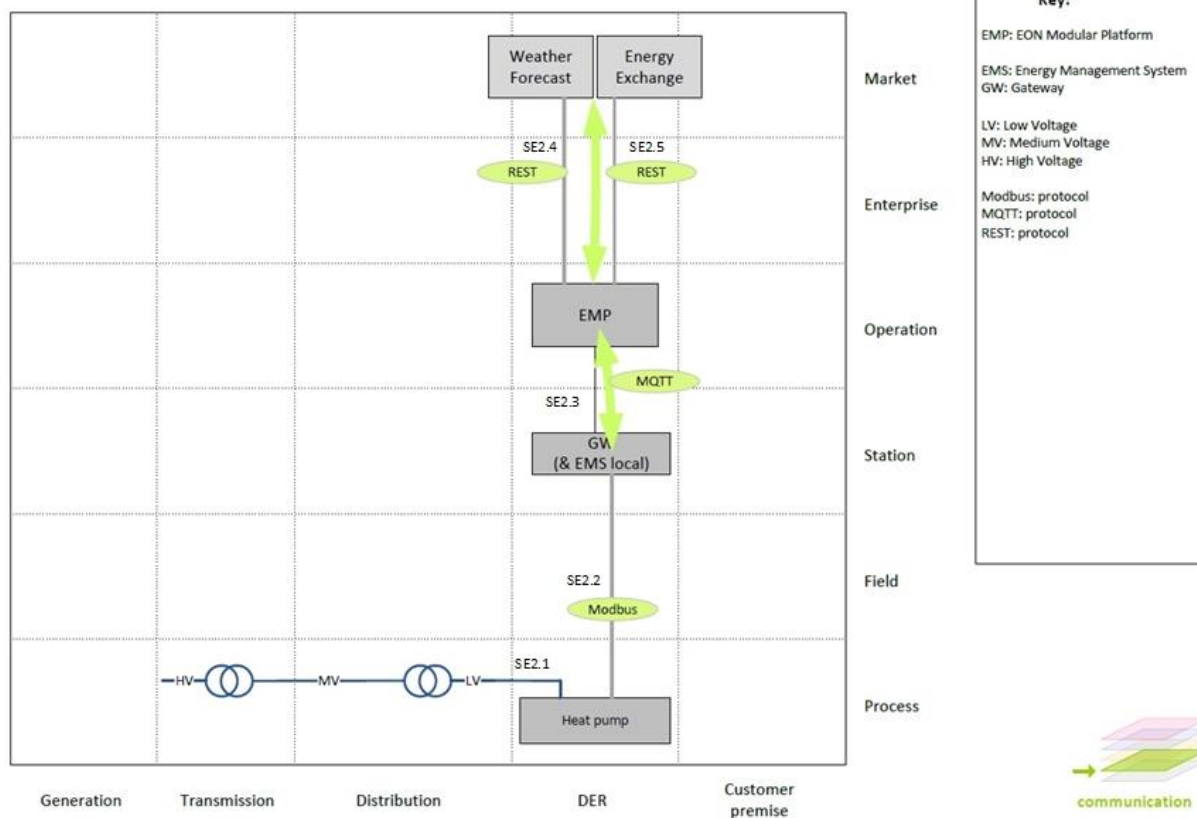 Weather
Forecast
Energy
Exchange
Market
SE2.4
SE2.5
REST
REST
Enterprise
EMP
Operation
MQTT
SE2.3
GW
(& EMS local)
Station
SE2.2
Field
Modbus
SE2.1
HV
MV
LV
Heat pump
Process
Generation
Transmission
Distribution
DER
Customer
premise
Key:
EMP: EON Modular Platform
EMS: Energy Management System
GW: Gateway
LV: Low Voltage
MV: Medium Voltage
HV: High Voltage
Modbus: protocol
MQTT: protocol
REST: protocol
communication